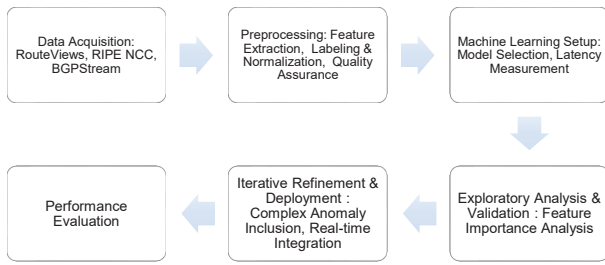 Data Acquisition:
RouteViews, RIPE NCC,
BGPStream
Preprocessing: Feature
Extraction, Labeling &
Normalization, Quality
Assurance
Machine Learning Setup:
Model Selection, Latency
Measurement
Exploratory Analysis &
Validation : Feature
Importance Analysis
Iterative Refinement &
Deployment :
Complex Anomaly
Inclusion, Real-time
Integration
Performance
Evaluation